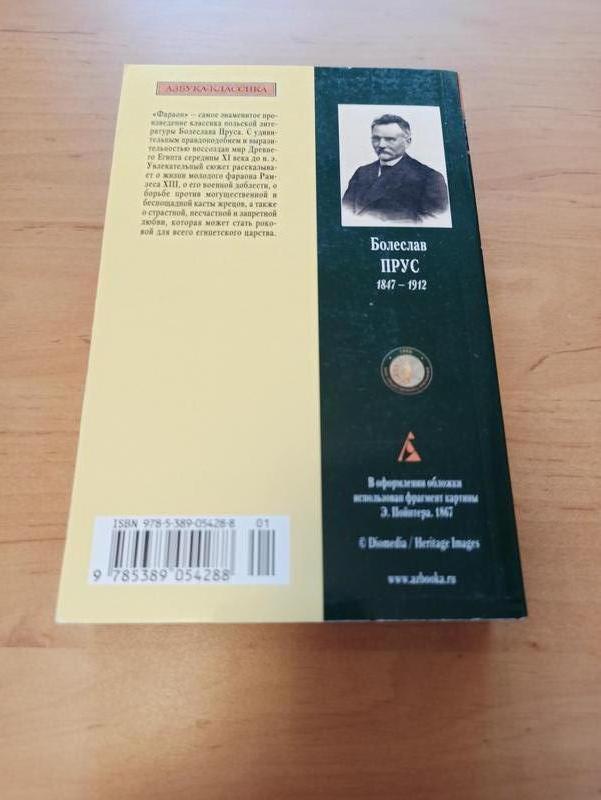 АЗБУКА-КЛАССИКА
«Фараон» — самое знаменитое про-
изведение классика польской лите-
ратуры Болеслава Пруса. С удиви-
тельным правдоподобием и вырази-
тельностью воссоздан мир Древне-
го Египта середины XI века до н. э.
Увлекательный сюжет рассказыва-
ет о жизни молодого фараона Рам-
зеса XIII, о его военной доблести, о
борьбе против могущественной и
беспощадной касты жрецов, а также
о страстной, несчастной и запретной
любви, которая может стать роко-
вой для всего египетского царства.
ISBN 978-5-389-05428-8
01
9 785389 054288
Болеслав
ПРУС
1847 – 1912
В оформлении обложки
использован фрагмент картины
Э. Пойнтера. 1867
© Diomedia / Heritage Images
www.azbooka.ru